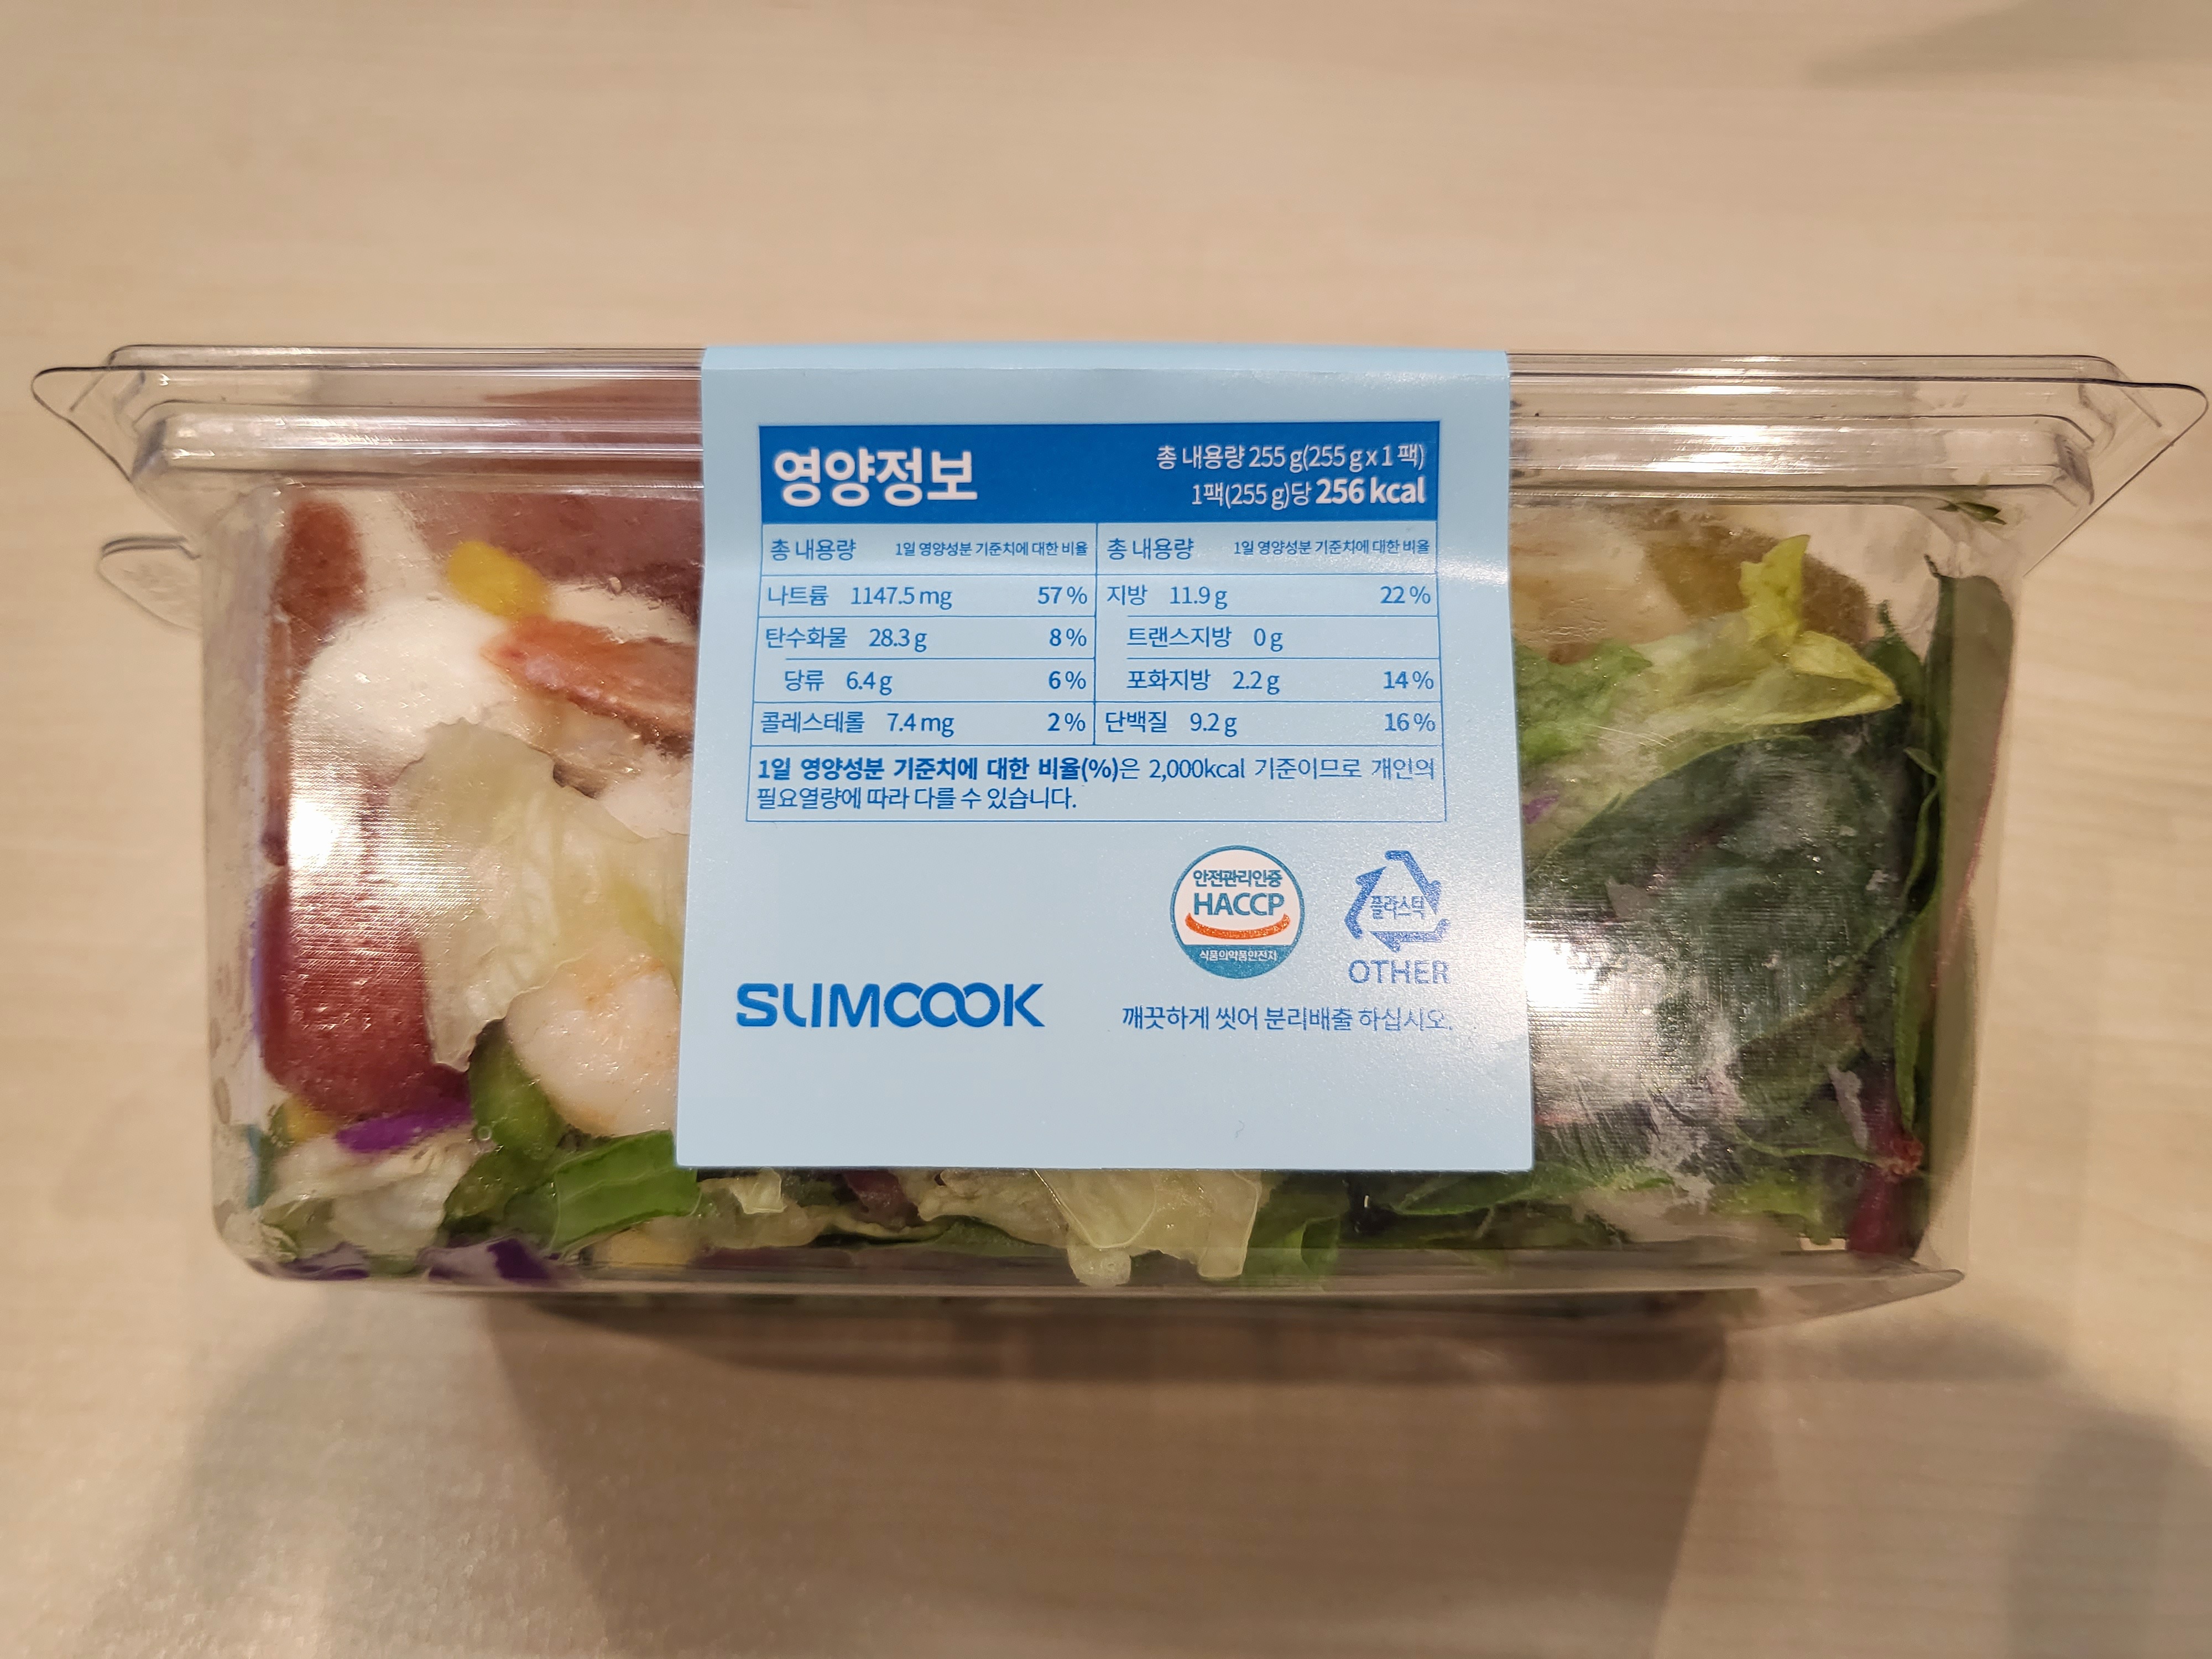 영양정보
총 내용량 255 g(255 g x 1 팩)
1팩(255 g)당 256 kcal
총 내용량 1일 영양성분 기준치에 대한 비율 총 내용량 1일 영양성분 기준치에 대한 비율
나트륨 1147.5 mg 57 % 지방 11.9 g 22 %
탄수화물 28.3 g 8 % 트랜스지방 0 g
당류 6.4 g 6 % 포화지방 2.2 g 14 %
콜레스테롤 7.4 mg 2 % 단백질 9.2 g 16 %
1일 영양성분 기준치에 대한 비율(%)은 2,000kcal 기준이므로 개인의
필요열량에 따라 다를 수 있습니다.
안전관리인증
HACCP
식품의약품안전처
플라스틱
OTHER
SLIMCOOK
깨끗하게 씻어 분리배출 하십시오.